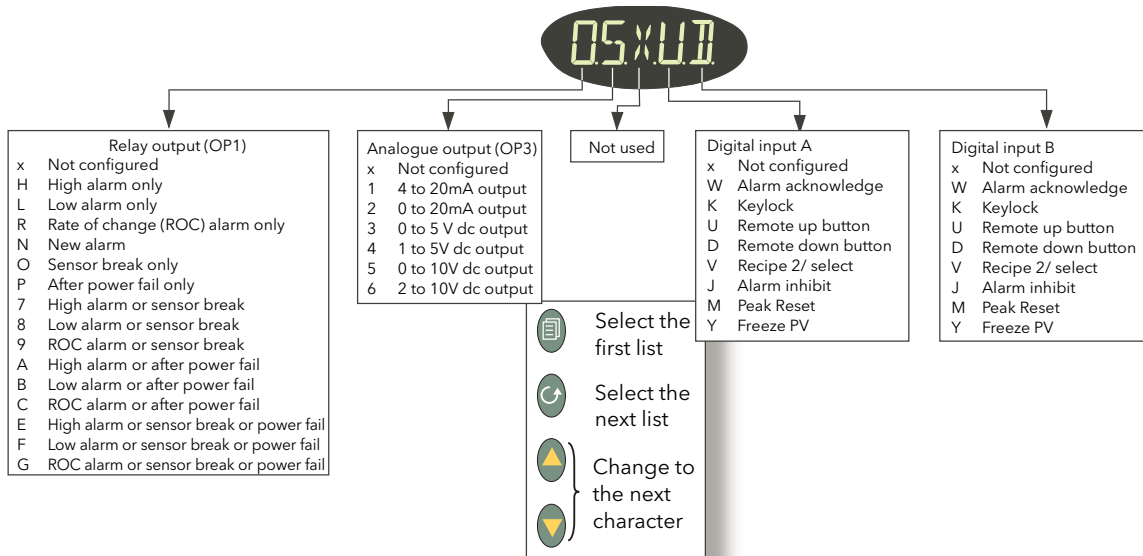 O.S.X.U.D.
Relay output (OP1)
x Not configured
H High alarm only
L Low alarm only
R Rate of change (ROC) alarm only
N New alarm
O Sensor break only
P After power fail only
7 High alarm or sensor break
8 Low alarm or sensor break
9 ROC alarm or sensor break
A High alarm or after power fail
B Low alarm or after power fail
C ROC alarm or after power fail
E High alarm or sensor break or power fail
F Low alarm or sensor break or power fail
G ROC alarm or sensor break or power fail
Analogue output (OP3)
x Not configured
1 4 to 20mA output
2 0 to 20mA output
3 0 to 5 V dc output
4 1 to 5V dc output
5 0 to 10V dc output
6 2 to 10V dc output
Not used
Digital input A
x Not configured
W Alarm acknowledge
K Keylock
U Remote up button
D Remote down button
V Recipe 2/ select
J Alarm inhibit
M Peak Reset
Y Freeze PV
Digital input B
x Not configured
W Alarm acknowledge
K Keylock
U Remote up button
D Remote down button
V Recipe 2/ select
J Alarm inhibit
M Peak Reset
Y Freeze PV
Select the
first list
Select the
next list
Change to
the next
character